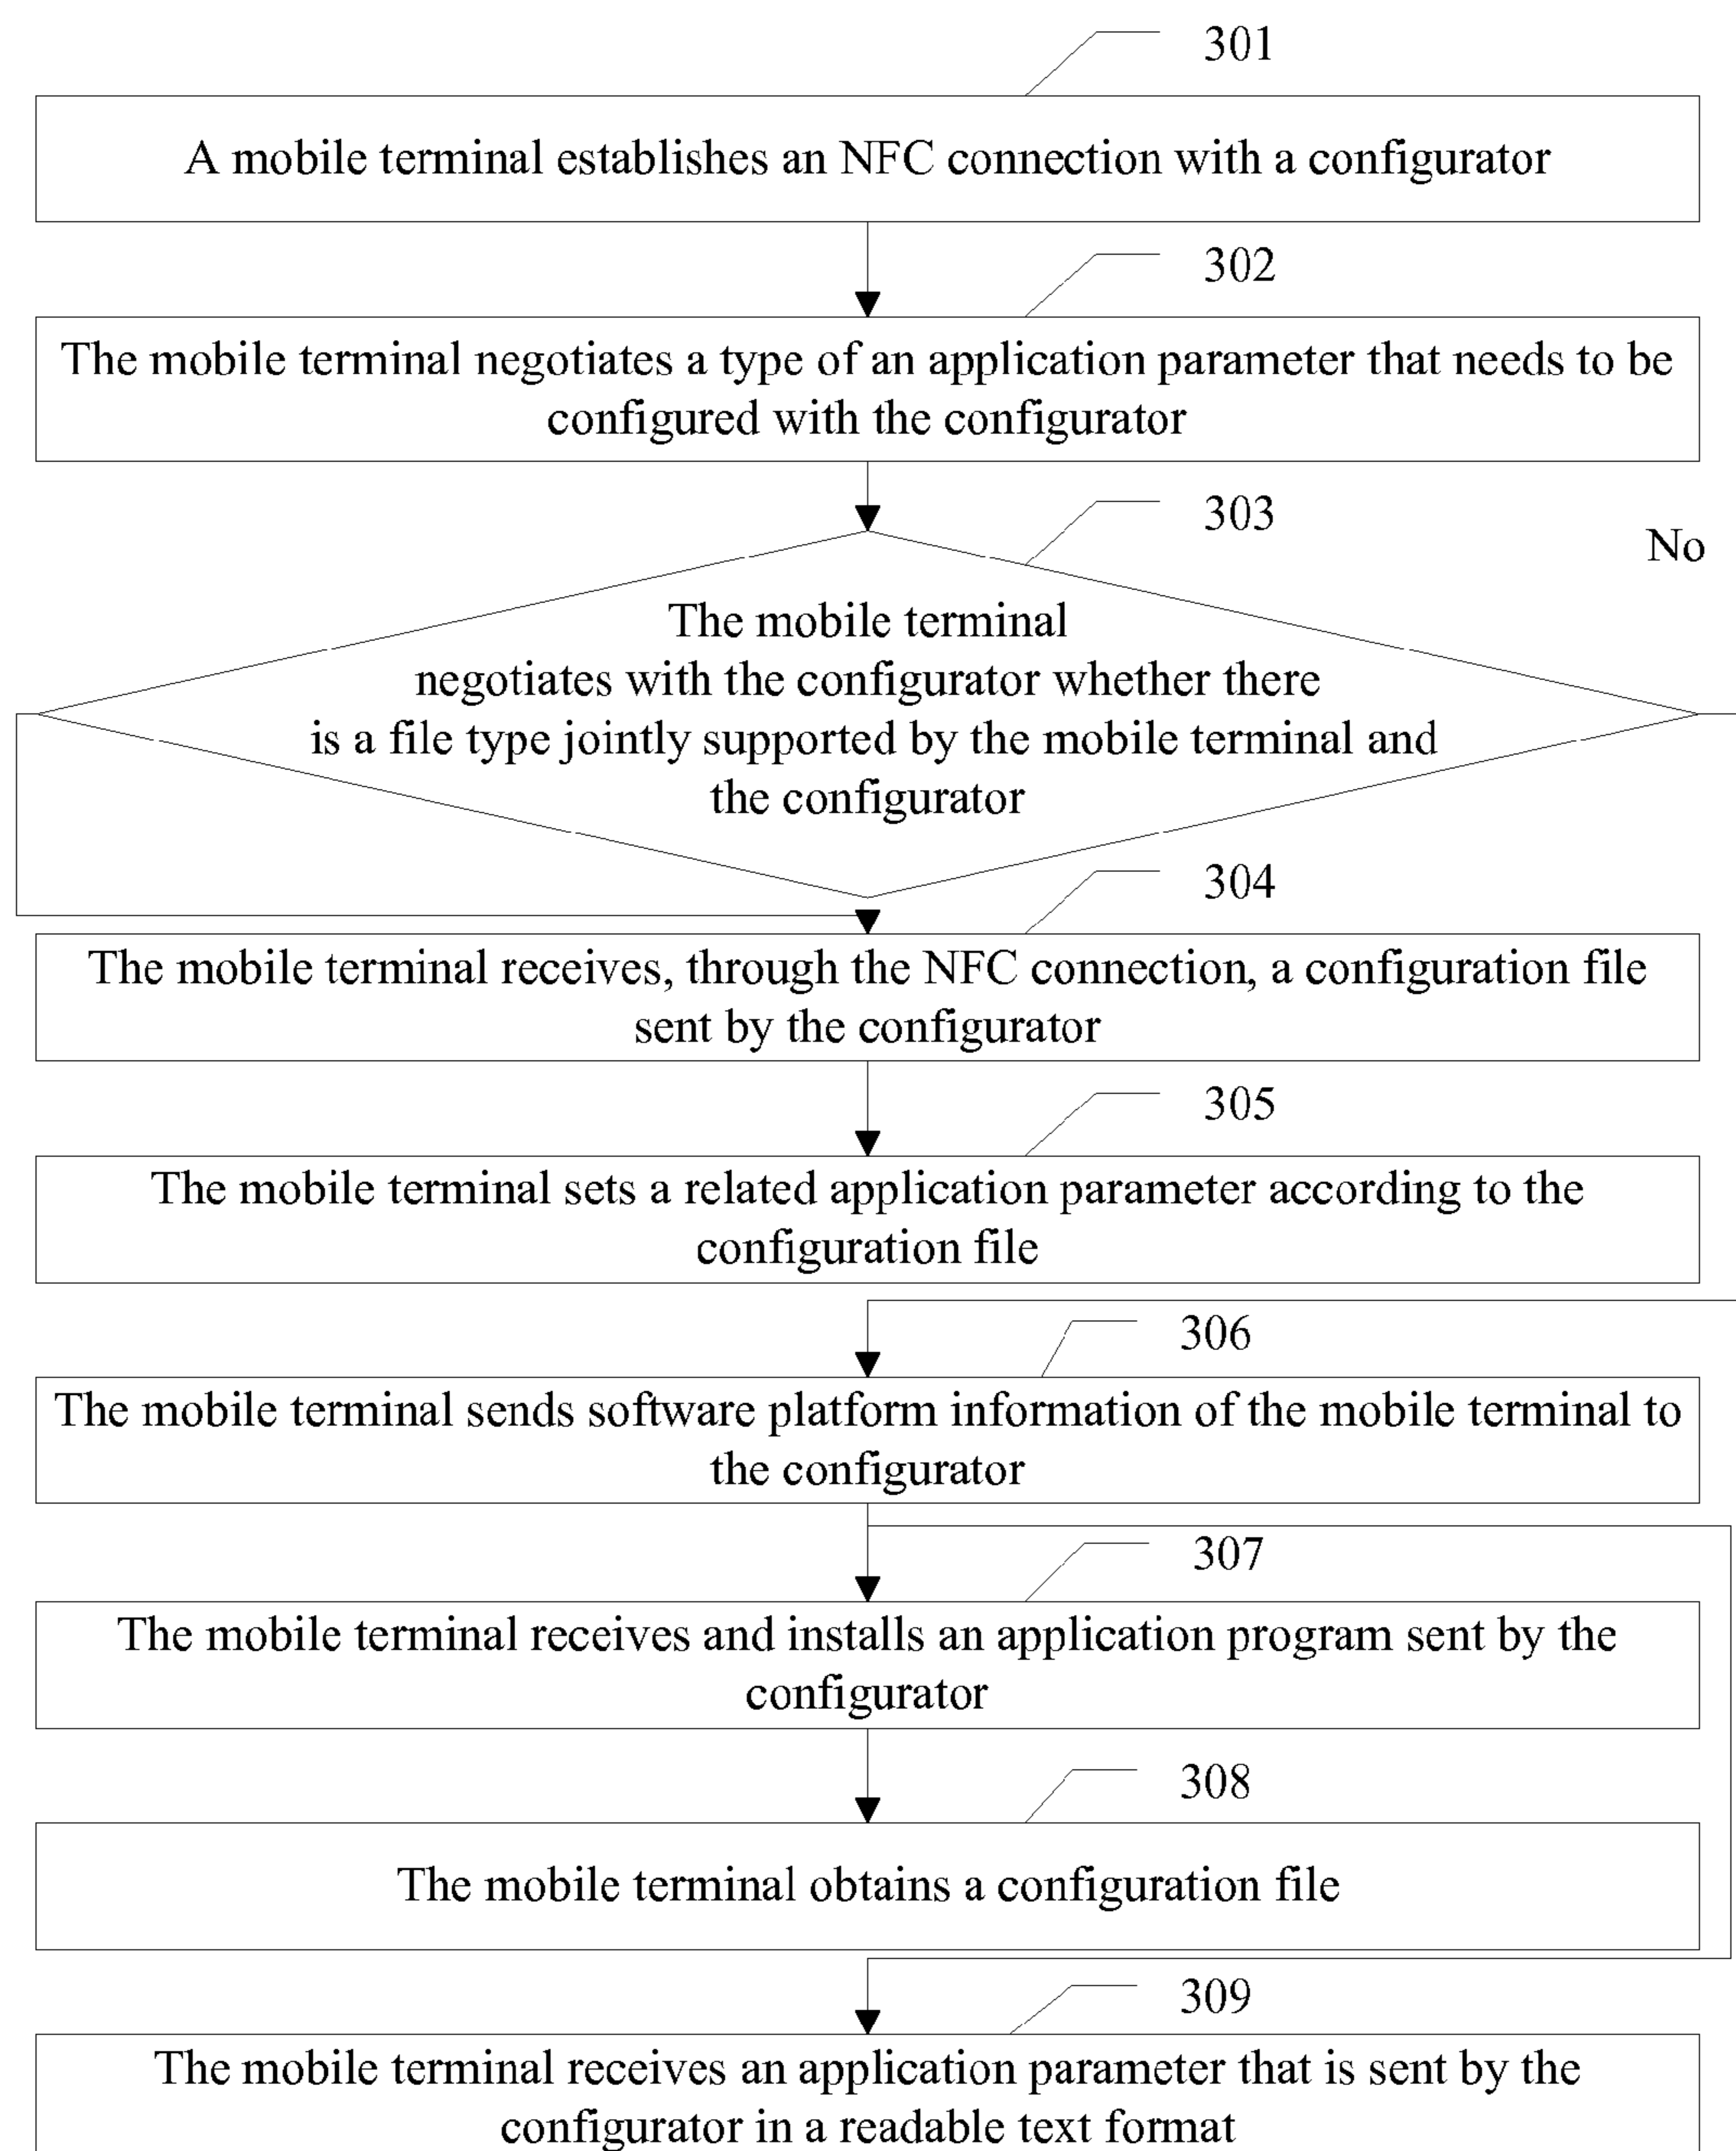 301
A mobile terminal establishes an NFC connection with a configurator
302
The mobile terminal negotiates a type of an application parameter that needs to be
configured with the configurator
303
No
The mobile terminal
negotiates with the configurator whether there
is a file type jointly supported by the mobile terminal and
the configurator
304
The mobile terminal receives, through the NFC connection, a configuration file
sent by the configurator
305
The mobile terminal sets a related application parameter according to the
configuration file
306
The mobile terminal sends software platform information of the mobile terminal to
the configurator
307
The mobile terminal receives and installs an application program sent by the
configurator
308
The mobile terminal obtains a configuration file
309
The mobile terminal receives an application parameter that is sent by the
configurator in a readable text format